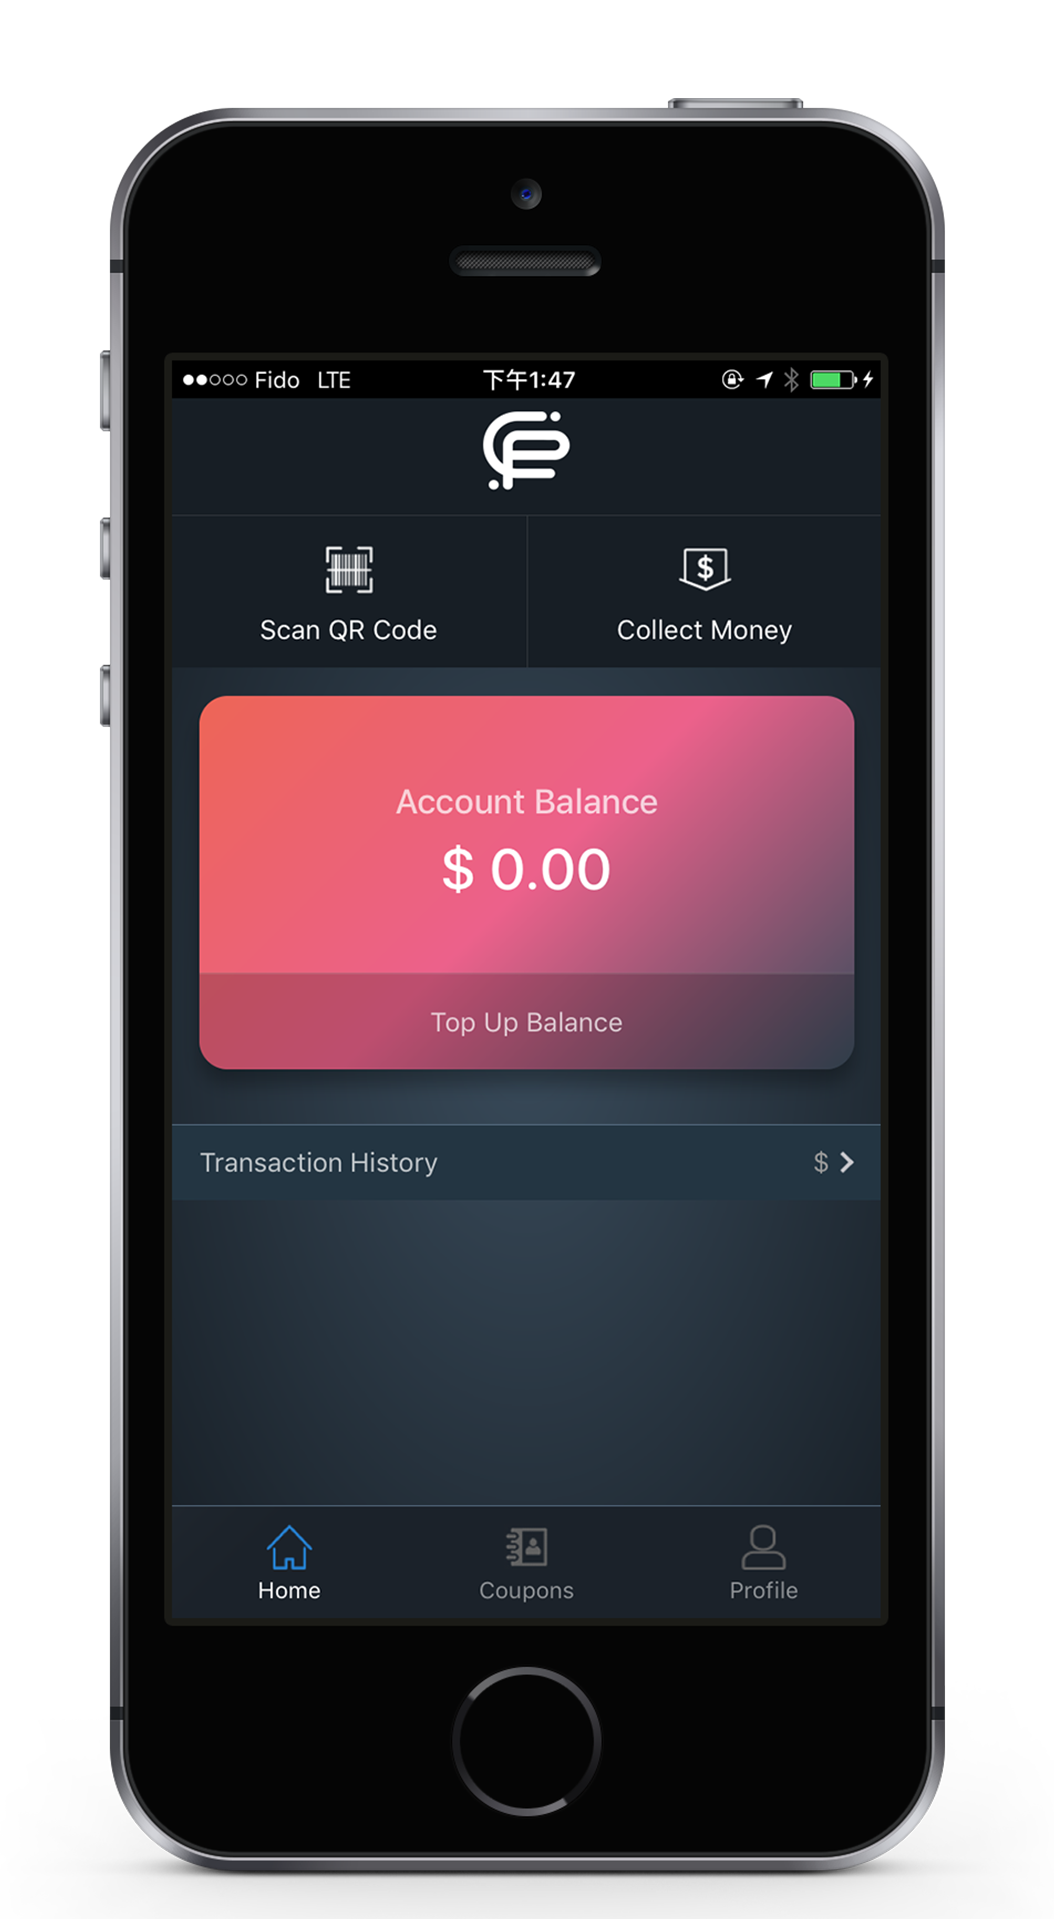 Fido LTE 下午1:47
Scan QR Code
Collect Money
$
Account Balance
$ 0.00
Top Up Balance
Transaction History $
Home
Coupons
Profile